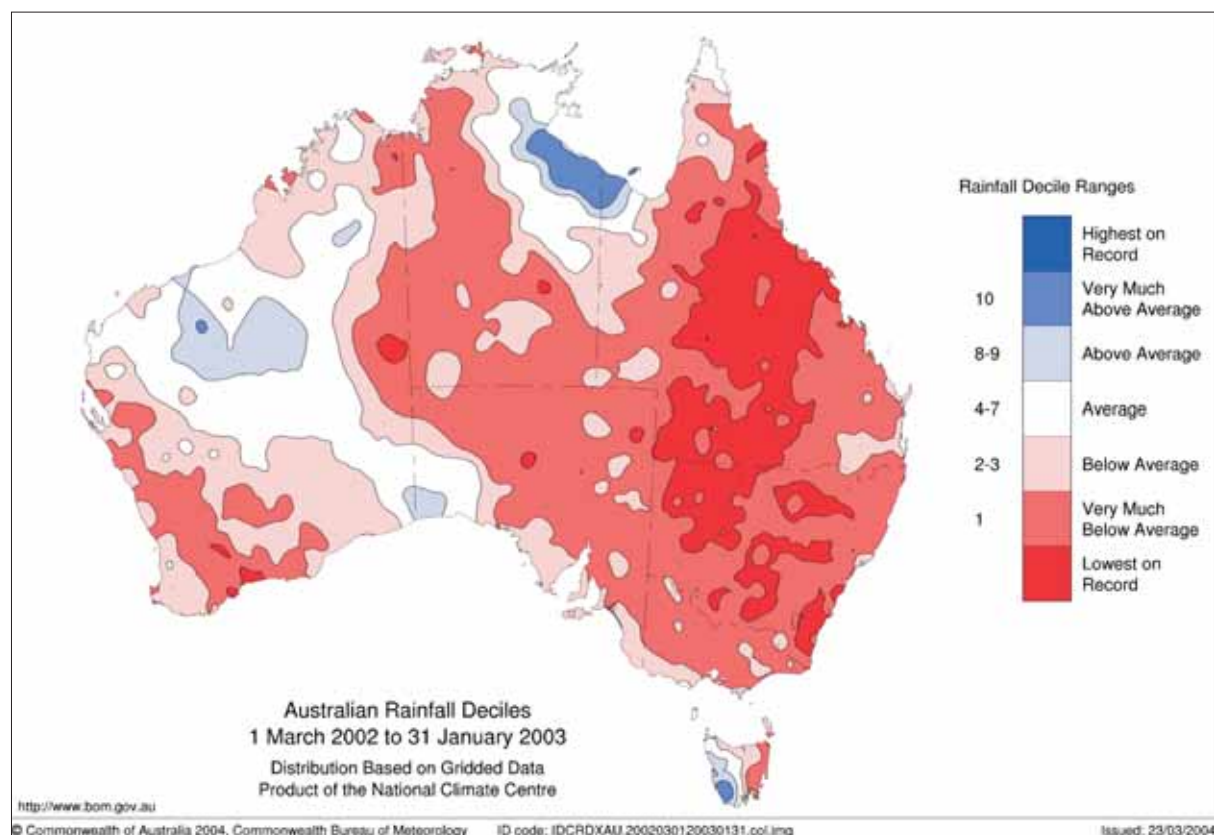 Rainfall Decile Ranges
Highest on
Record
10
Very Much
Above Average
8-9
Above Average
4-7
Average
2-3
Below Average
1
Very Much
Below Average
Lowest on
Record
Australian Rainfall Deciles
1 March 2002 to 31 January 2003
Distribution Based on Gridded Data
Product of the National Climate Centre
http://www.bom.gov.au
© Commonwealth of Australia 2004, Commonwealth Bureau of Meteorology
ID code: IDCRDXAU.2002030120030131.col.img
Issued: 23/03/2004